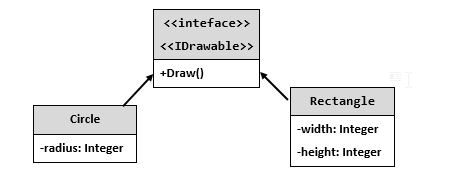 <<inteface>>
<<IDrawable>>
+Draw()
Circle
-radius: Integer
Rectangle
-width: Integer
-height: Integer